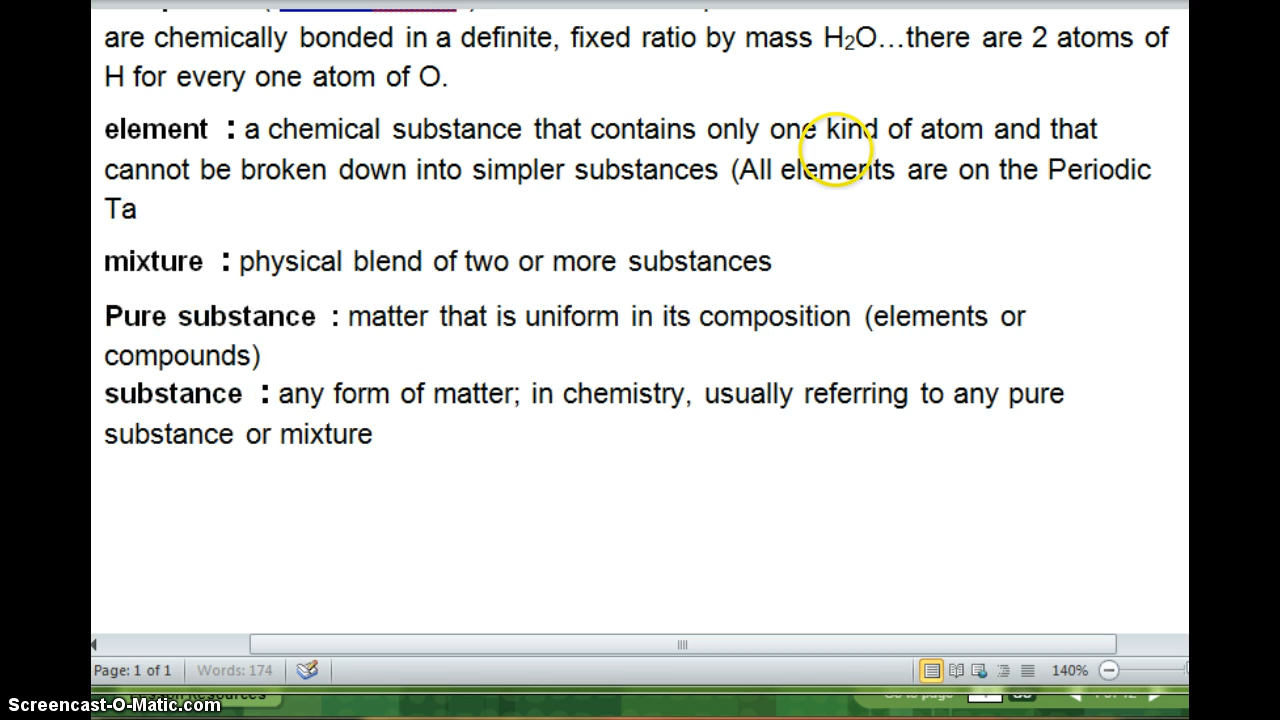 are chemically bonded in a definite, fixed ratio by mass H₂O…there are 2 atoms of
H for every one atom of O.
element : a chemical substance that contains only one kind of atom and that
cannot be broken down into simpler substances (All elements are on the Periodic
Ta
mixture : physical blend of two or more substances
Pure substance : matter that is uniform in its composition (elements or
compounds)
substance : any form of matter; in chemistry, usually referring to any pure
substance or mixture
Page: 1 of 1 Words: 174 140%
Screencast-O-Matic.com